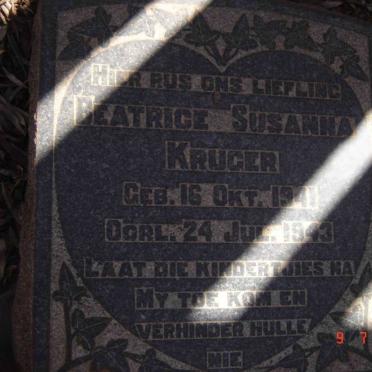 HIER RUS ONS LIEFLING
BEATRICE SUSANNA
KRUGER
GEB. 16 OKT. 1941
OORL. 24 JUL. 1943
LAAT DIE KINDERTJIES NA
MY TOE KOM EN
VERHINDER HULLE
NIE
9 7